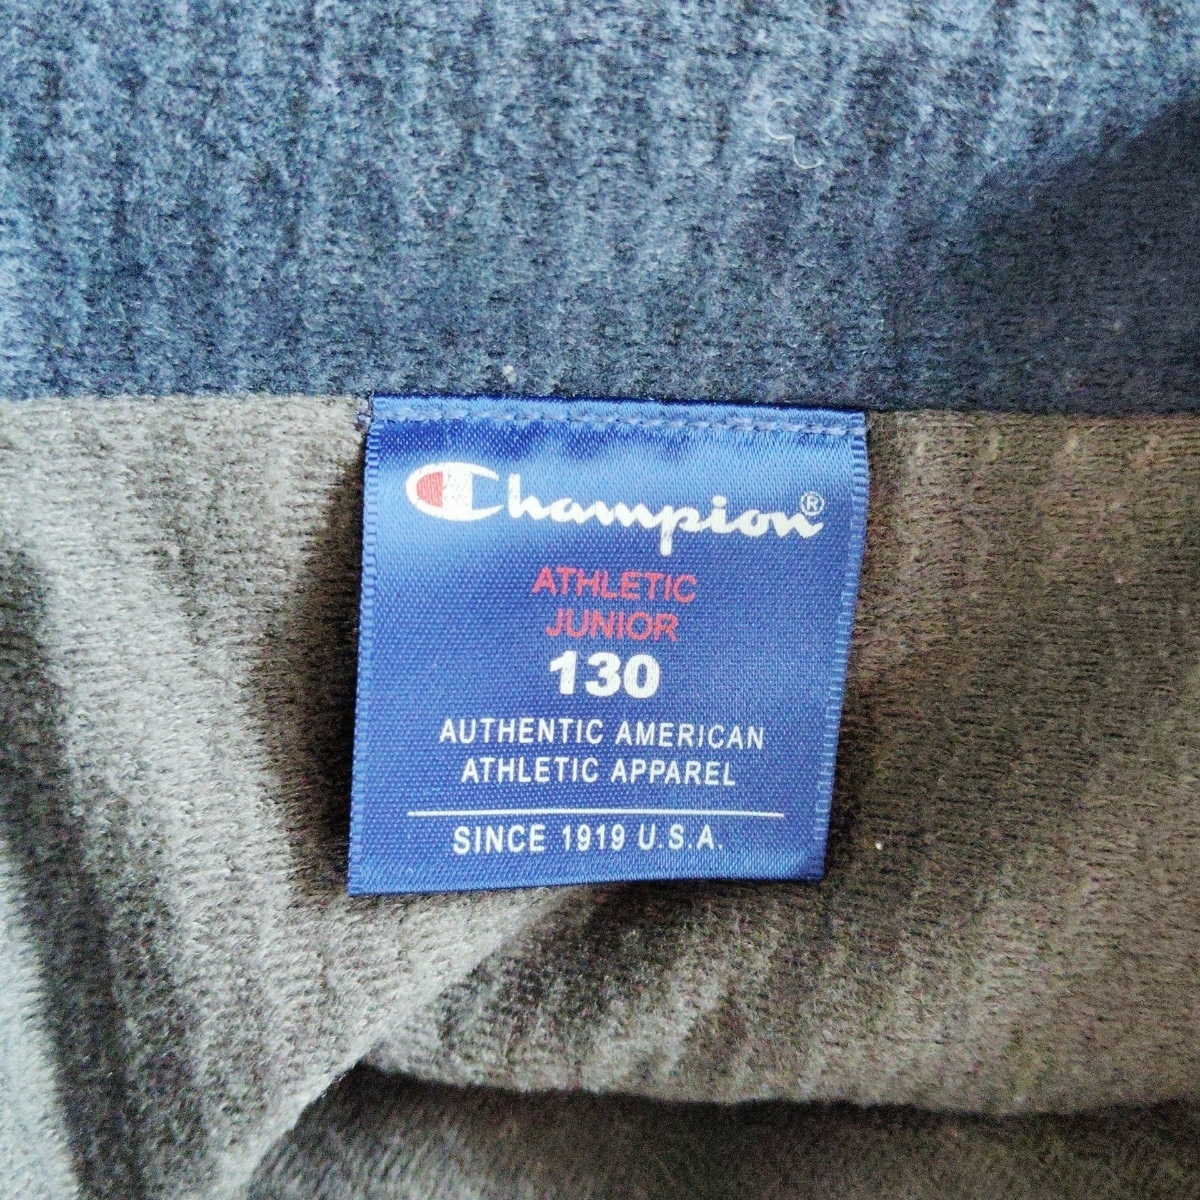 Champion®
ATHLETIC
JUNIOR
130
AUTHENTIC AMERICAN
ATHLETIC APPAREL
SINCE 1919 U.S.A.